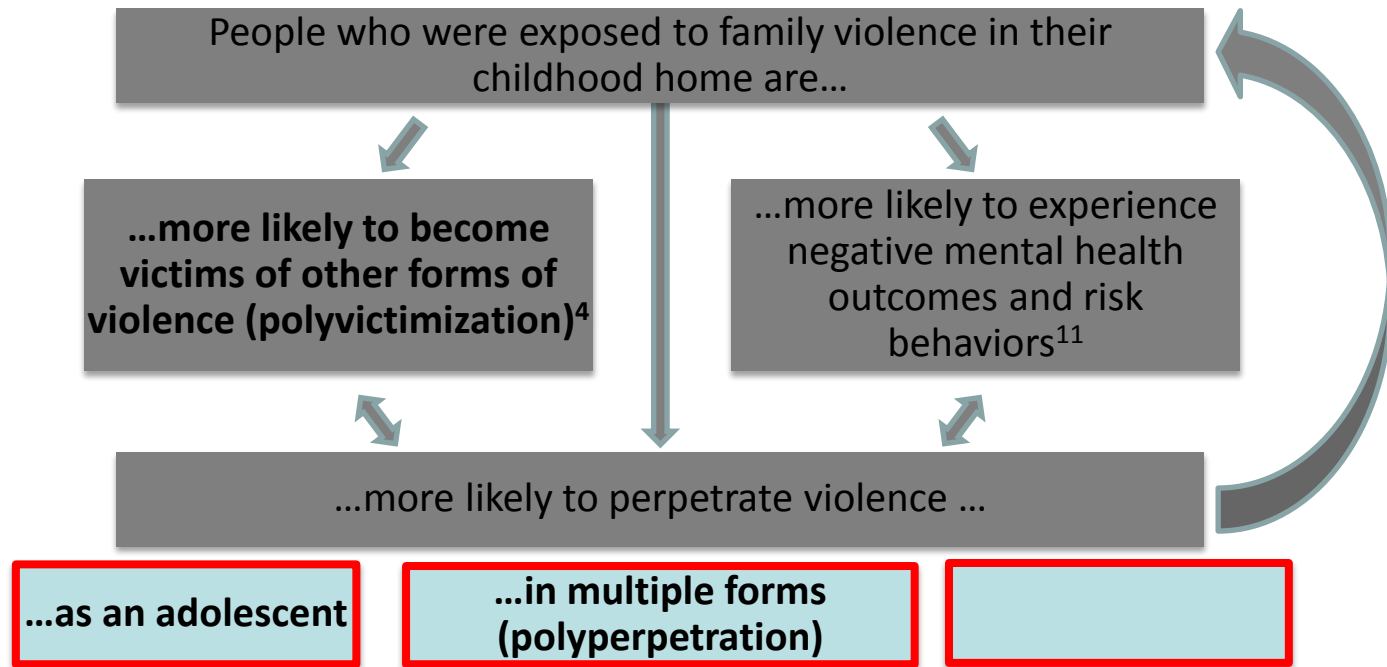 People who were exposed to family violence in their
childhood home are…
…more likely to become
victims of other forms of
violence (polyvictimization)⁴
…more likely to experience
negative mental health
outcomes and risk
behaviors¹¹
…more likely to perpetrate violence …
…as an adolescent
…in multiple forms
(polyperpetration)